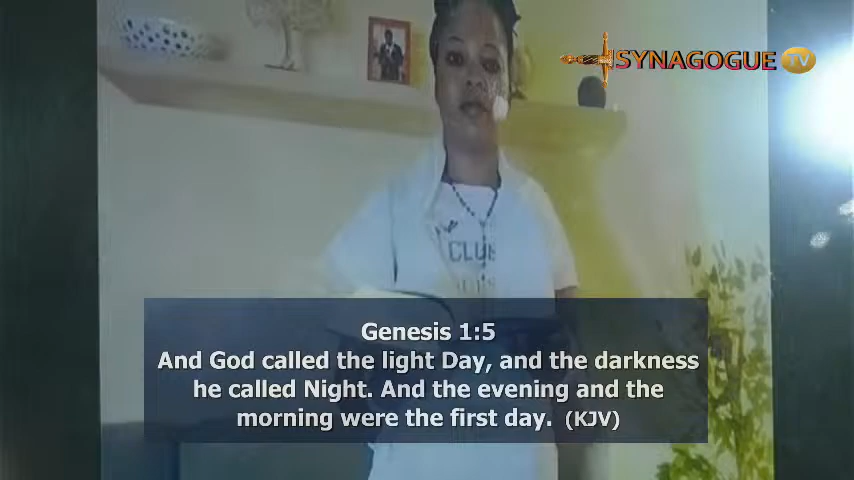 SYNAGOGUE TV
CLUB
Genesis 1:5
And God called the light Day, and the darkness
he called Night. And the evening and the
morning were the first day. (KJV)